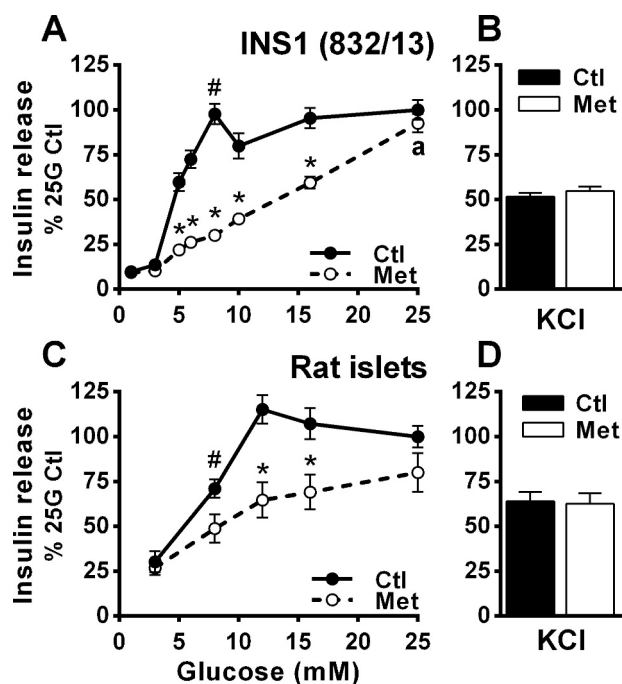 A
INS1 (832/13)
B
Insulin release
% 25G Ctl
125
100
75
50
25
0
#
* * * *
*
a
Ctl
Met
0 5 10 15 20 25
125
100
75
50
25
0
Ctl
Met
KCl
C
Rat islets
D
Insulin release
% 25G Ctl
125
100
75
50
25
0
#
* *
Ctl
Met
0 5 10 15 20 25
Glucose (mM)
125
100
75
50
25
0
Ctl
Met
KCl